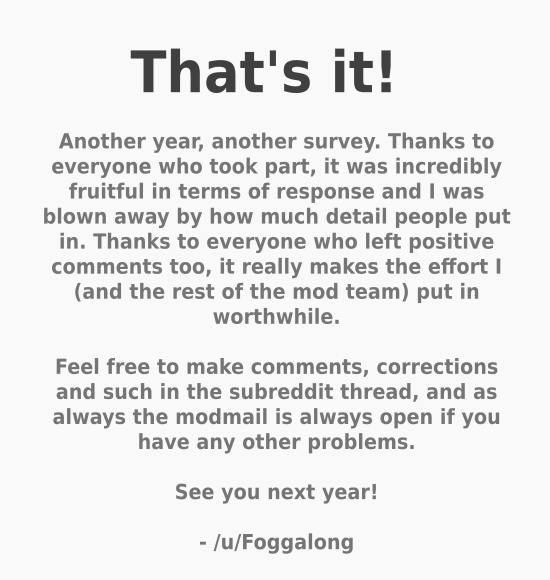 That's it!
Another year, another survey. Thanks to
everyone who took part, it was incredibly
fruitful in terms of response and I was
blown away by how much detail people put
in. Thanks to everyone who left positive
comments too, it really makes the effort I
(and the rest of the mod team) put in
worthwhile.
Feel free to make comments, corrections
and such in the subreddit thread, and as
always the modmail is always open if you
have any other problems.
See you next year!
- /u/Foggalong